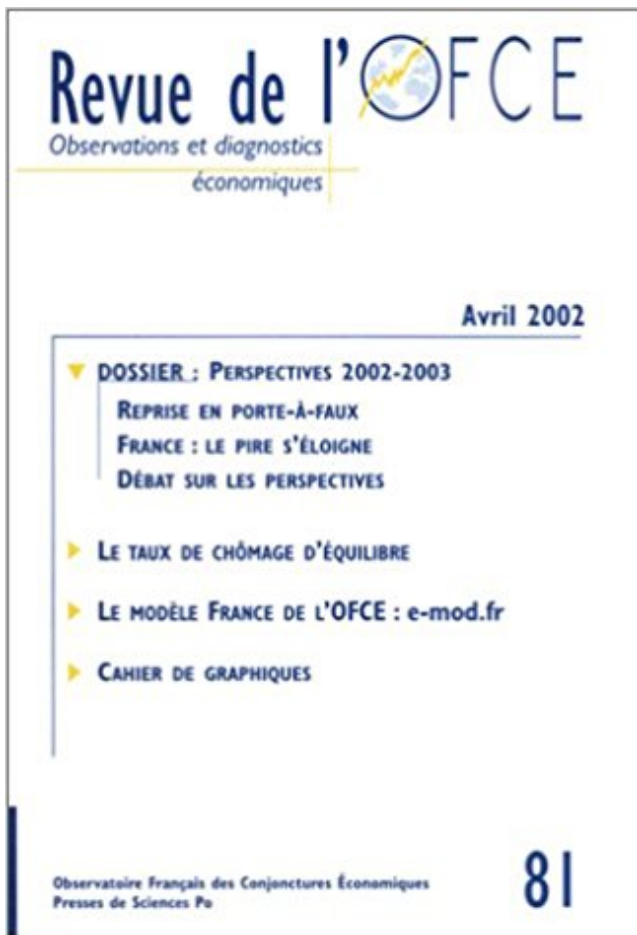 Revue de l'OFCE
Observations et diagnostics
économiques
Avril 2002
DOSSIER : PERSPECTIVES 2002-2003
REPRISE EN PORTE-À-FAUX
FRANCE : LE PIRE S'ÉLOIGNE
DÉBAT SUR LES PERSPECTIVES
LE TAUX DE CHÔMAGE D'ÉQUILIBRE
LE MODÈLE FRANCE DE L'OFCE : e-mod.fr
CAHIER DE GRAPHIQUES
Observatoire Français des Conjonctures Économiques
Presses de Sciences Po
81